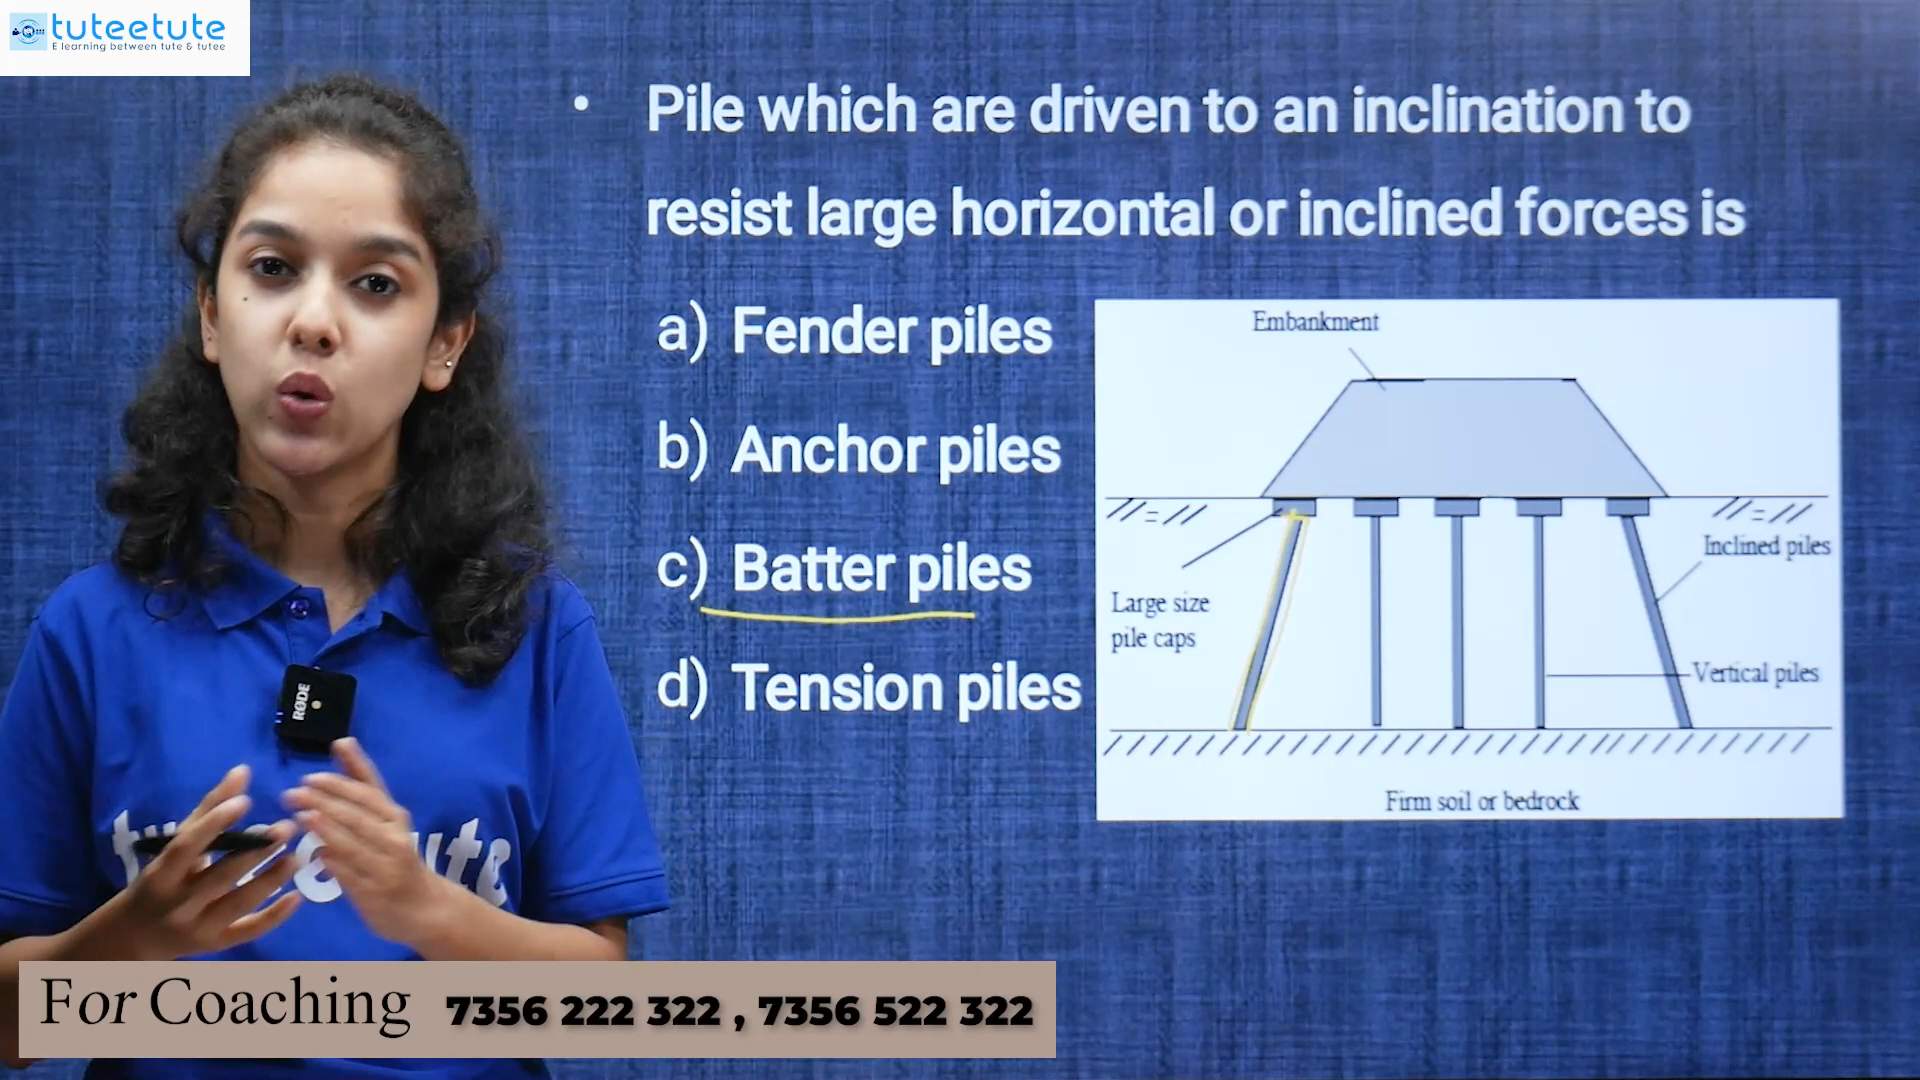 tuteetute
E learning between tute & tutee
• Pile which are driven to an inclination to
resist large horizontal or inclined forces is
a) Fender piles
b) Anchor piles
c) Batter piles
d) Tension piles
Embankment
Inclined piles
Large size
pile caps
Vertical piles
Firm soil or bedrock
RØDE
For Coaching 7356 222 322 , 7356 522 322